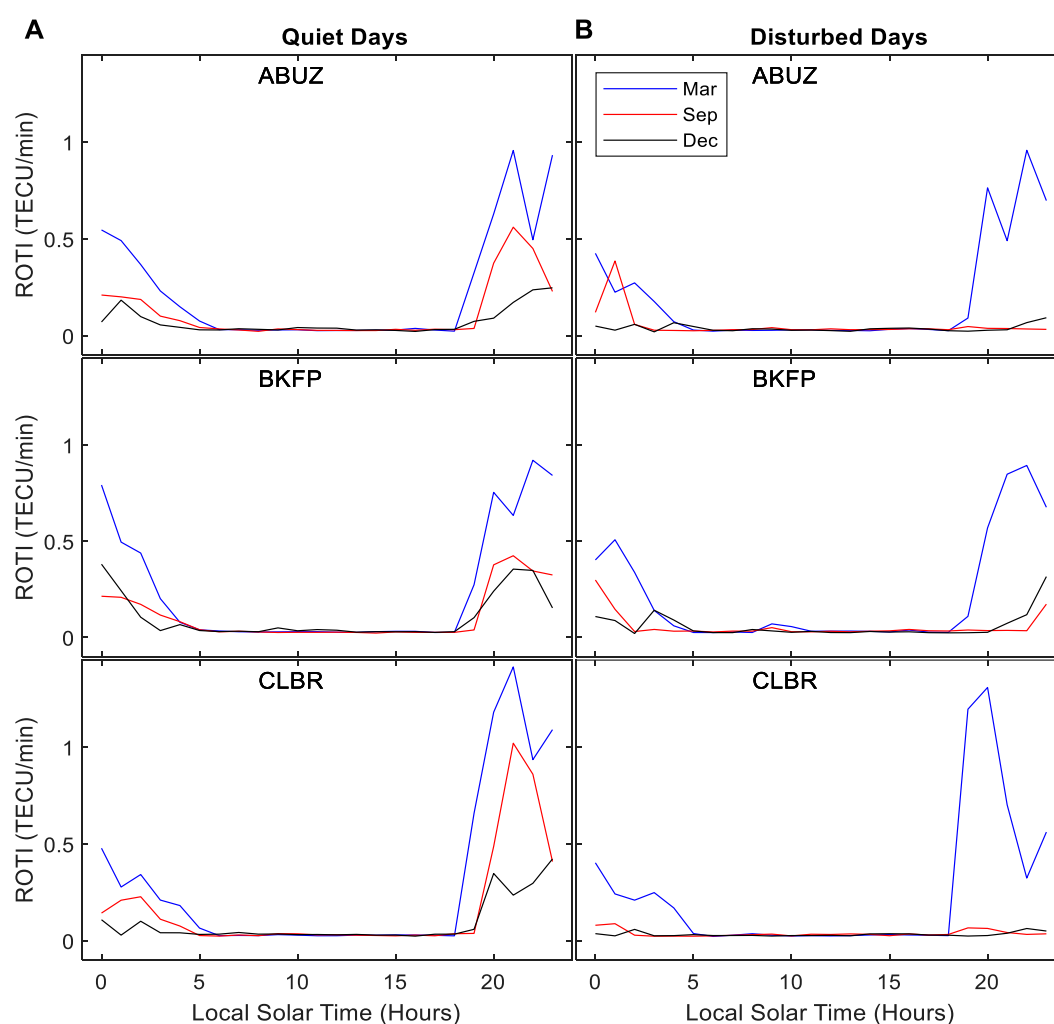 A
Quiet Days
B
Disturbed Days
ABUZ
ABUZ
Mar
Sep
Dec
1
0.5
0
ROTI (TECU/min)
BKFP
BKFP
1
0.5
0
ROTI (TECU/min)
CLBR
CLBR
1
0.5
0
ROTI (TECU/min)
0 5 10 15 20
0 5 10 15 20
Local Solar Time (Hours)
Local Solar Time (Hours)